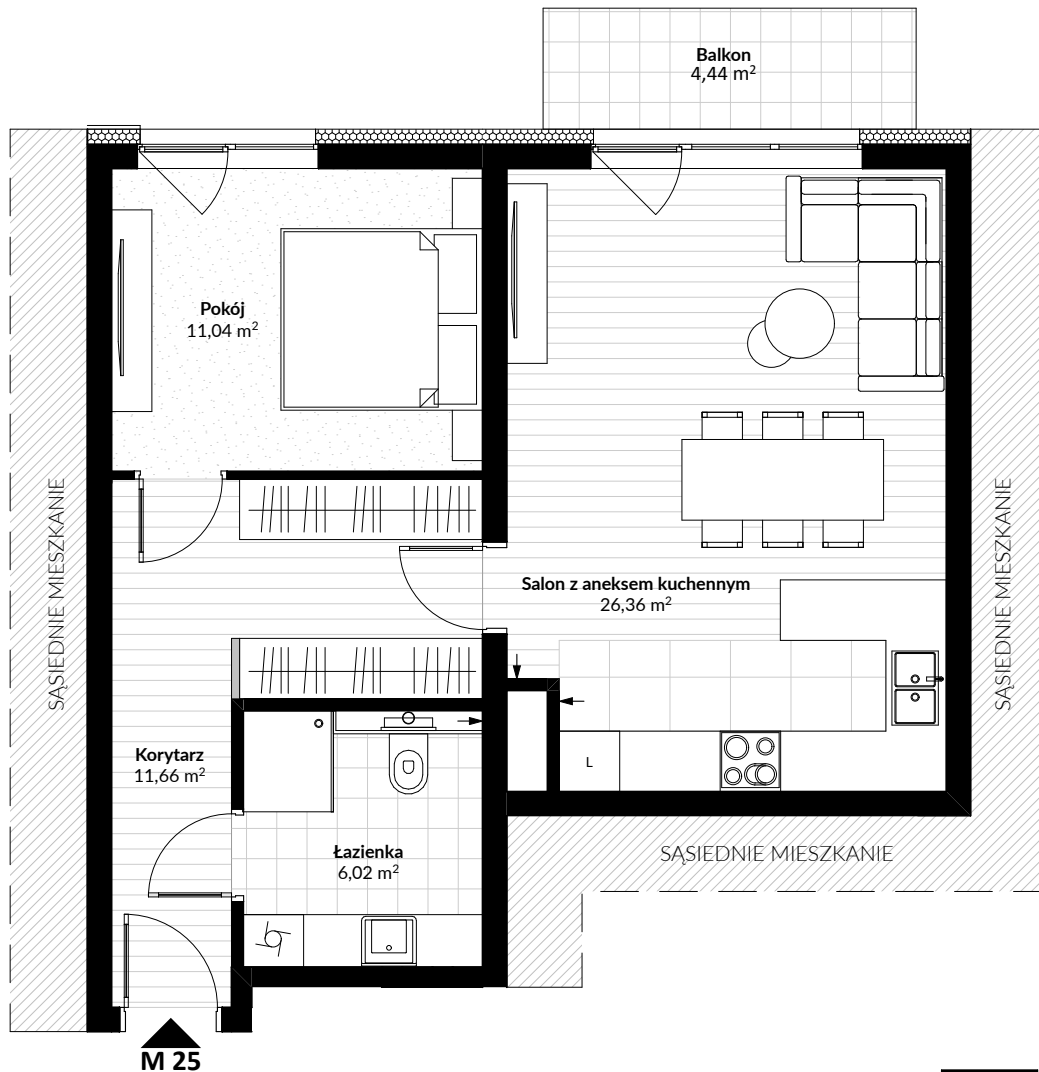 Balkon
4,44 m²
Pokój
11,04 m²
SĄSIEDNIE MIESZKANIE
SĄSIEDNIE MIESZKANIE
Salon z aneksem kuchennym
26,36 m²
Korytarz
11,66 m²
L
Łazienka
6,02 m²
SĄSIEDNIE MIESZKANIE
M 25